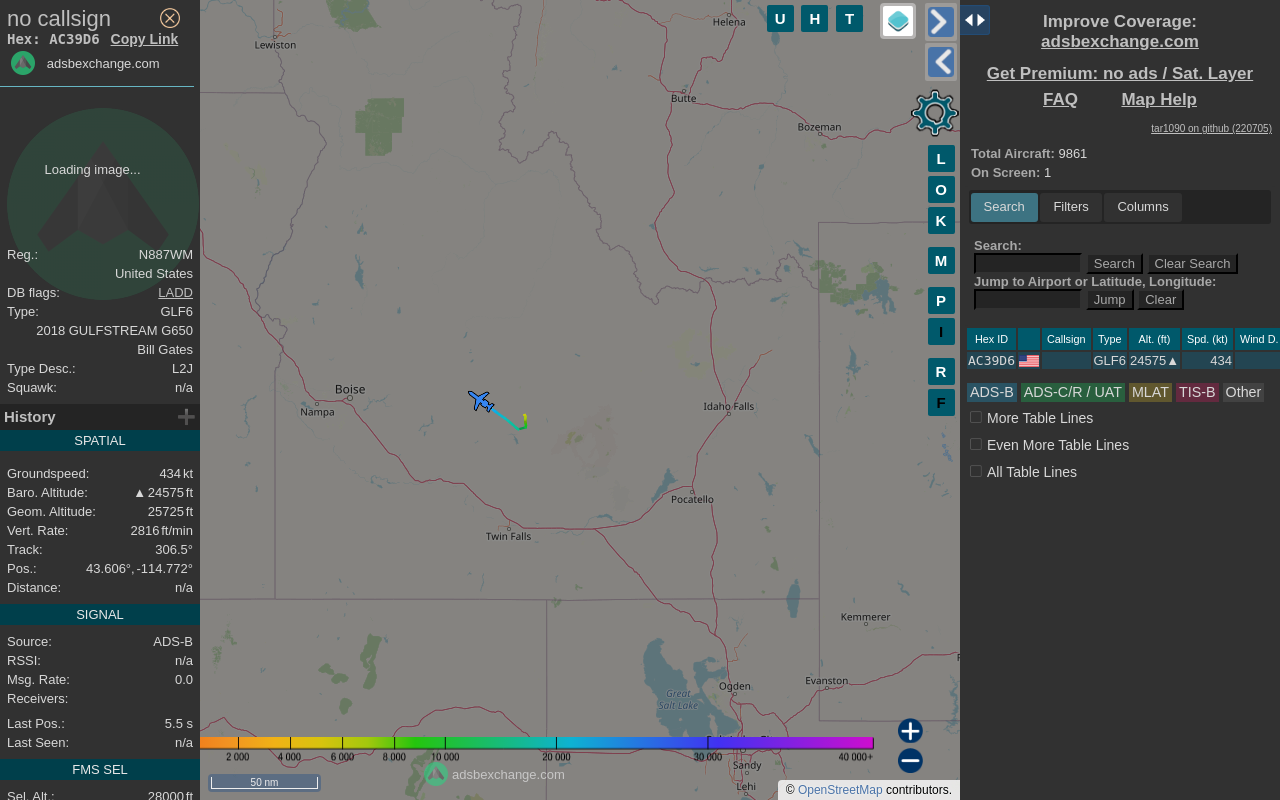 no callsign
Hex: AC39D6 Copy Link
adsbexchange.com
Loading image...
Reg.: N887WM
United States
DB flags: LADD
Type: GLF6
2018 GULFSTREAM G650
Bill Gates
Type Desc.: L2J
Squawk: n/a
History
SPATIAL
Groundspeed: 434 kt
Baro. Altitude: ▲ 24575 ft
Geom. Altitude: 25725 ft
Vert. Rate: 2816 ft/min
Track: 306.5°
Pos.: 43.606°, -114.772°
Distance: n/a
SIGNAL
Source: ADS-B
RSSI: n/a
Msg. Rate: 0.0
Receivers:
Last Pos.: 5.5 s
Last Seen: n/a
FMS SEL
Sel. Alt.: 28000 ft
Lewiston
Helena
Butte
Bozeman
Boise
Nampa
Idaho Falls
Pocatello
Twin Falls
Kemmerer
Evanston
Ogden
Great
Salt Lake
Sandy
Lehi
U H T
L
O
K
M
P
I
R
F
2 000 4 000 6 000 8 000 10 000 20 000 30 000 40 000+
50 nm
adsbexchange.com
© OpenStreetMap contributors.
Improve Coverage:
adsbexchange.com
Get Premium: no ads / Sat. Layer
FAQ Map Help
tar1090 on github (220705)
Total Aircraft: 9861
On Screen: 1
Search Filters Columns
Search:
Search Clear Search
Jump to Airport or Latitude, Longitude:
Jump Clear
Hex ID Callsign Type Alt. (ft) Spd. (kt) Wind D.
AC39D6 GLF6 24575▲ 434
ADS-B ADS-C/R / UAT MLAT TIS-B Other
More Table Lines
Even More Table Lines
All Table Lines